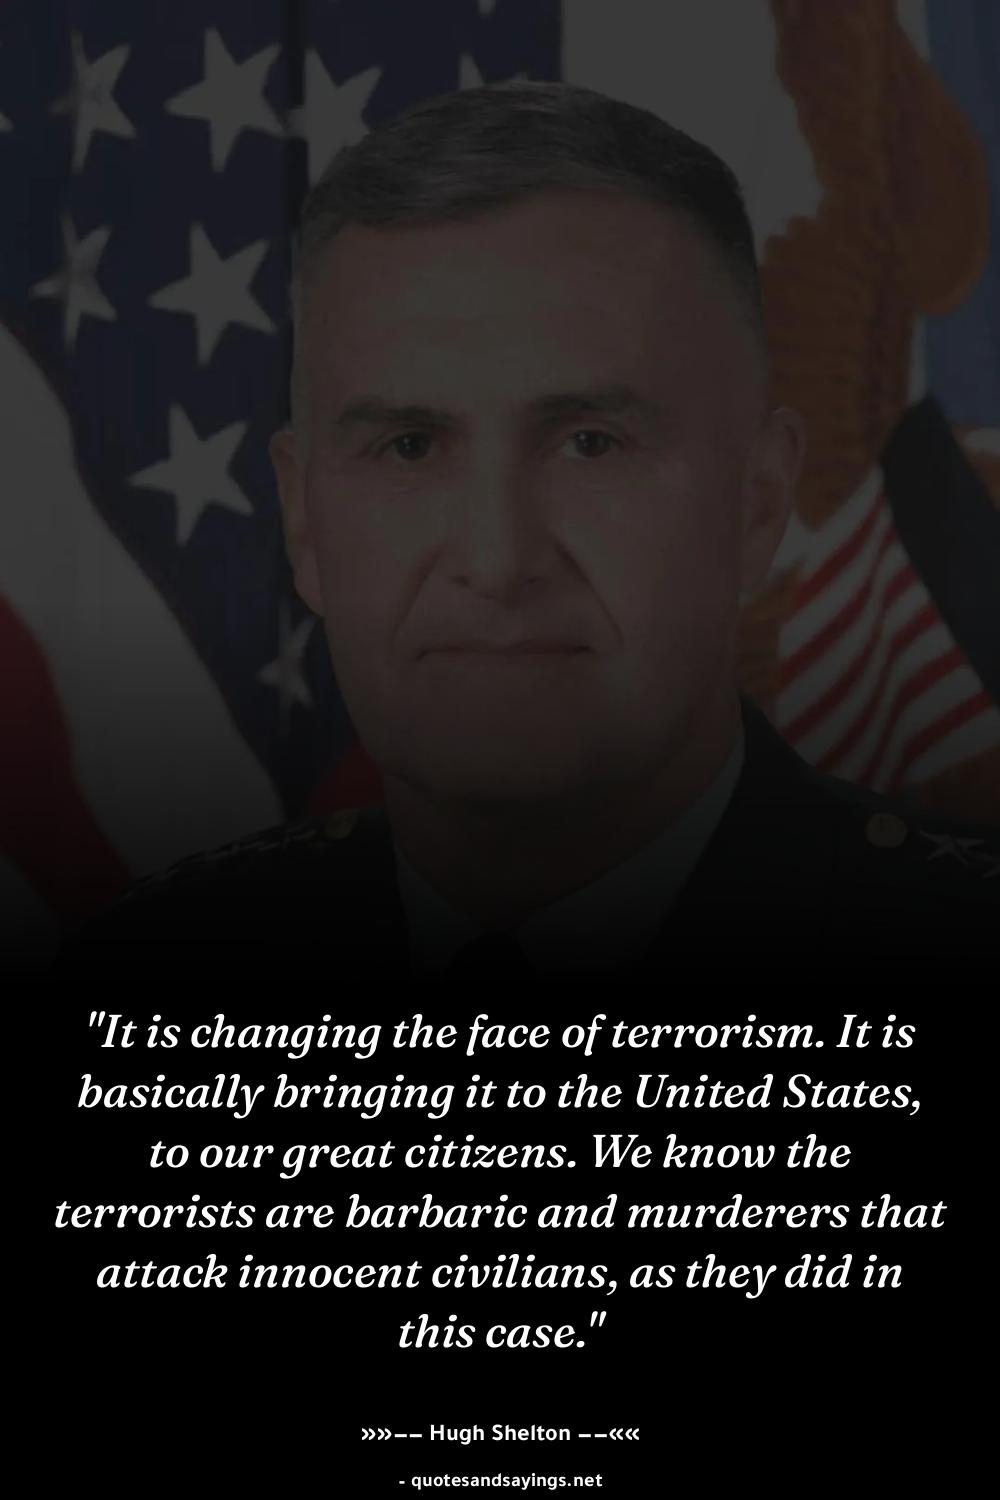 "It is changing the face of terrorism. It is
basically bringing it to the United States,
to our great citizens. We know the
terrorists are barbaric and murderers that
attack innocent civilians, as they did in
this case."
»»–– Hugh Shelton ––««
- quotesandsayings.net